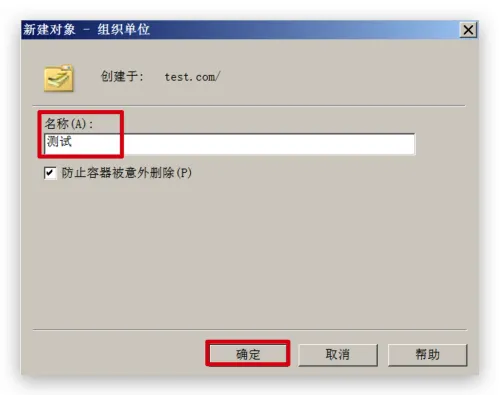 新建对象 - 组织单位
创建于: test.com/
名称(A):
测试
防止容器被意外删除(P)
确定 取消 帮助